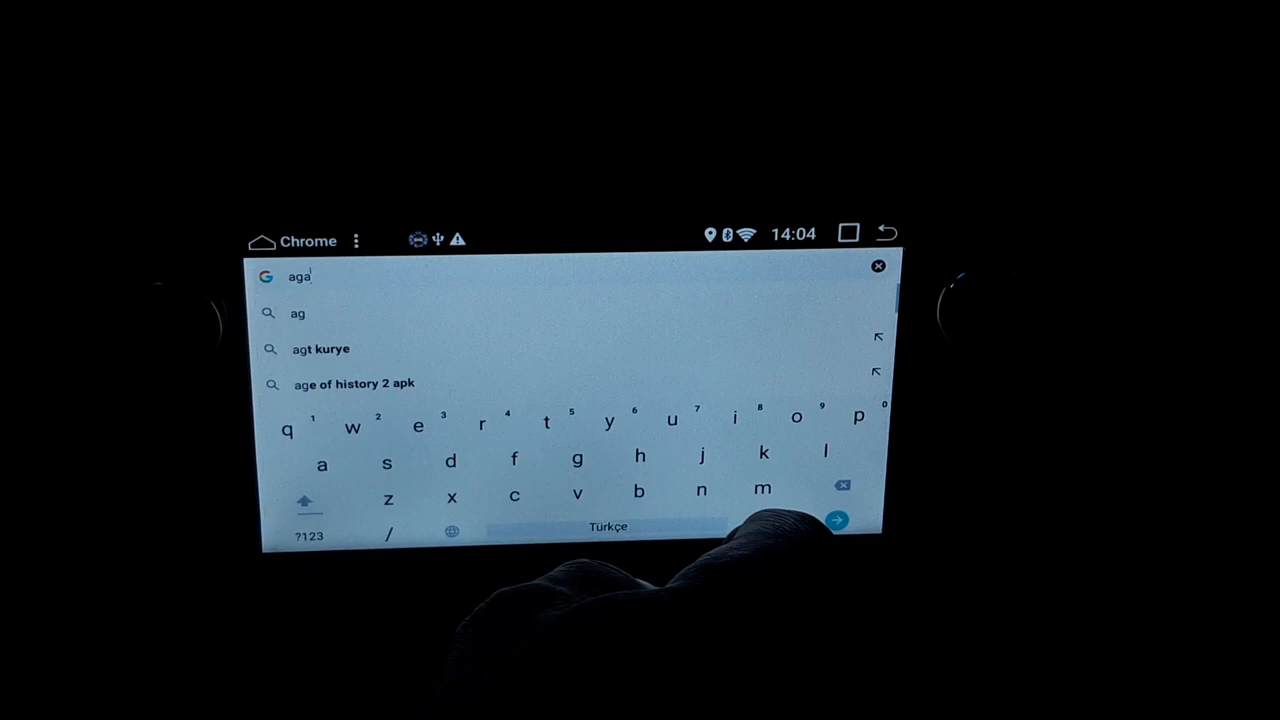 Chrome 14:04
aga
ag
agt kurye
age of history 2 apk
1 2 3 4 5 6 7 8 9 0
q w e r t y u i o p
a s d f g h j k l
z x c v b n m
?123 / Türkçe